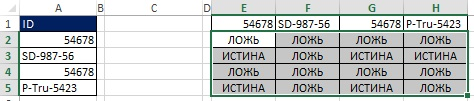 A B C D E F G H
1 ID 54678 SD-987-56 54678 P-Tru-5423
2 54678 ЛОЖЬ ЛОЖЬ ЛОЖЬ ЛОЖЬ
3 SD-987-56 ИСТИНА ЛОЖЬ ИСТИНА ИСТИНА
4 54678 ЛОЖЬ ЛОЖЬ ЛОЖЬ ЛОЖЬ
5 P-Tru-5423 ИСТИНА ЛОЖЬ ИСТИНА ЛОЖЬ